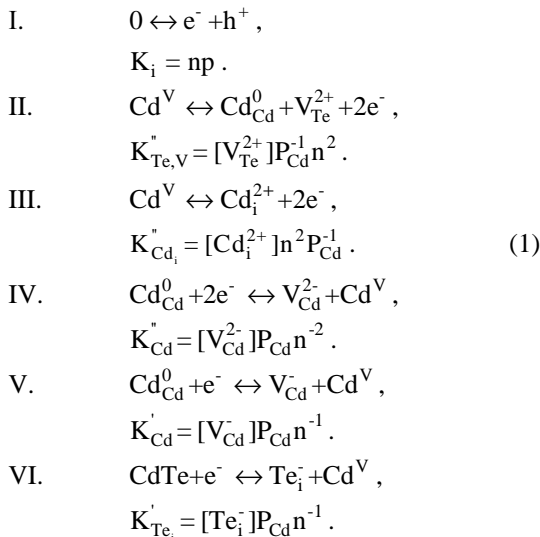 I. 0 ↔ e⁻ +h⁺ ,
K_i = np .
II. Cd^V ↔ Cd_Cd^0 +V_Te^2+ +2e⁻ ,
K"_Te,V = [V_Te^2+ ]P_Cd^-1 n^2 .
III. Cd^V ↔ Cd_i^2+ +2e⁻ ,
K"_Cd_i = [Cd_i^2+ ]n^2 P_Cd^-1 . (1)
IV. Cd_Cd^0 +2e⁻ ↔ V_Cd^2- +Cd^V ,
K"_Cd = [V_Cd^2- ]P_Cd n^-2 .
V. Cd_Cd^0 +e⁻ ↔ V_Cd^- +Cd^V ,
K'_Cd = [V_Cd^- ]P_Cd n^-1 .
VI. CdTe+e⁻ ↔ Te_i^- +Cd^V ,
K'_Te_i = [Te_i^- ]P_Cd n^-1 .